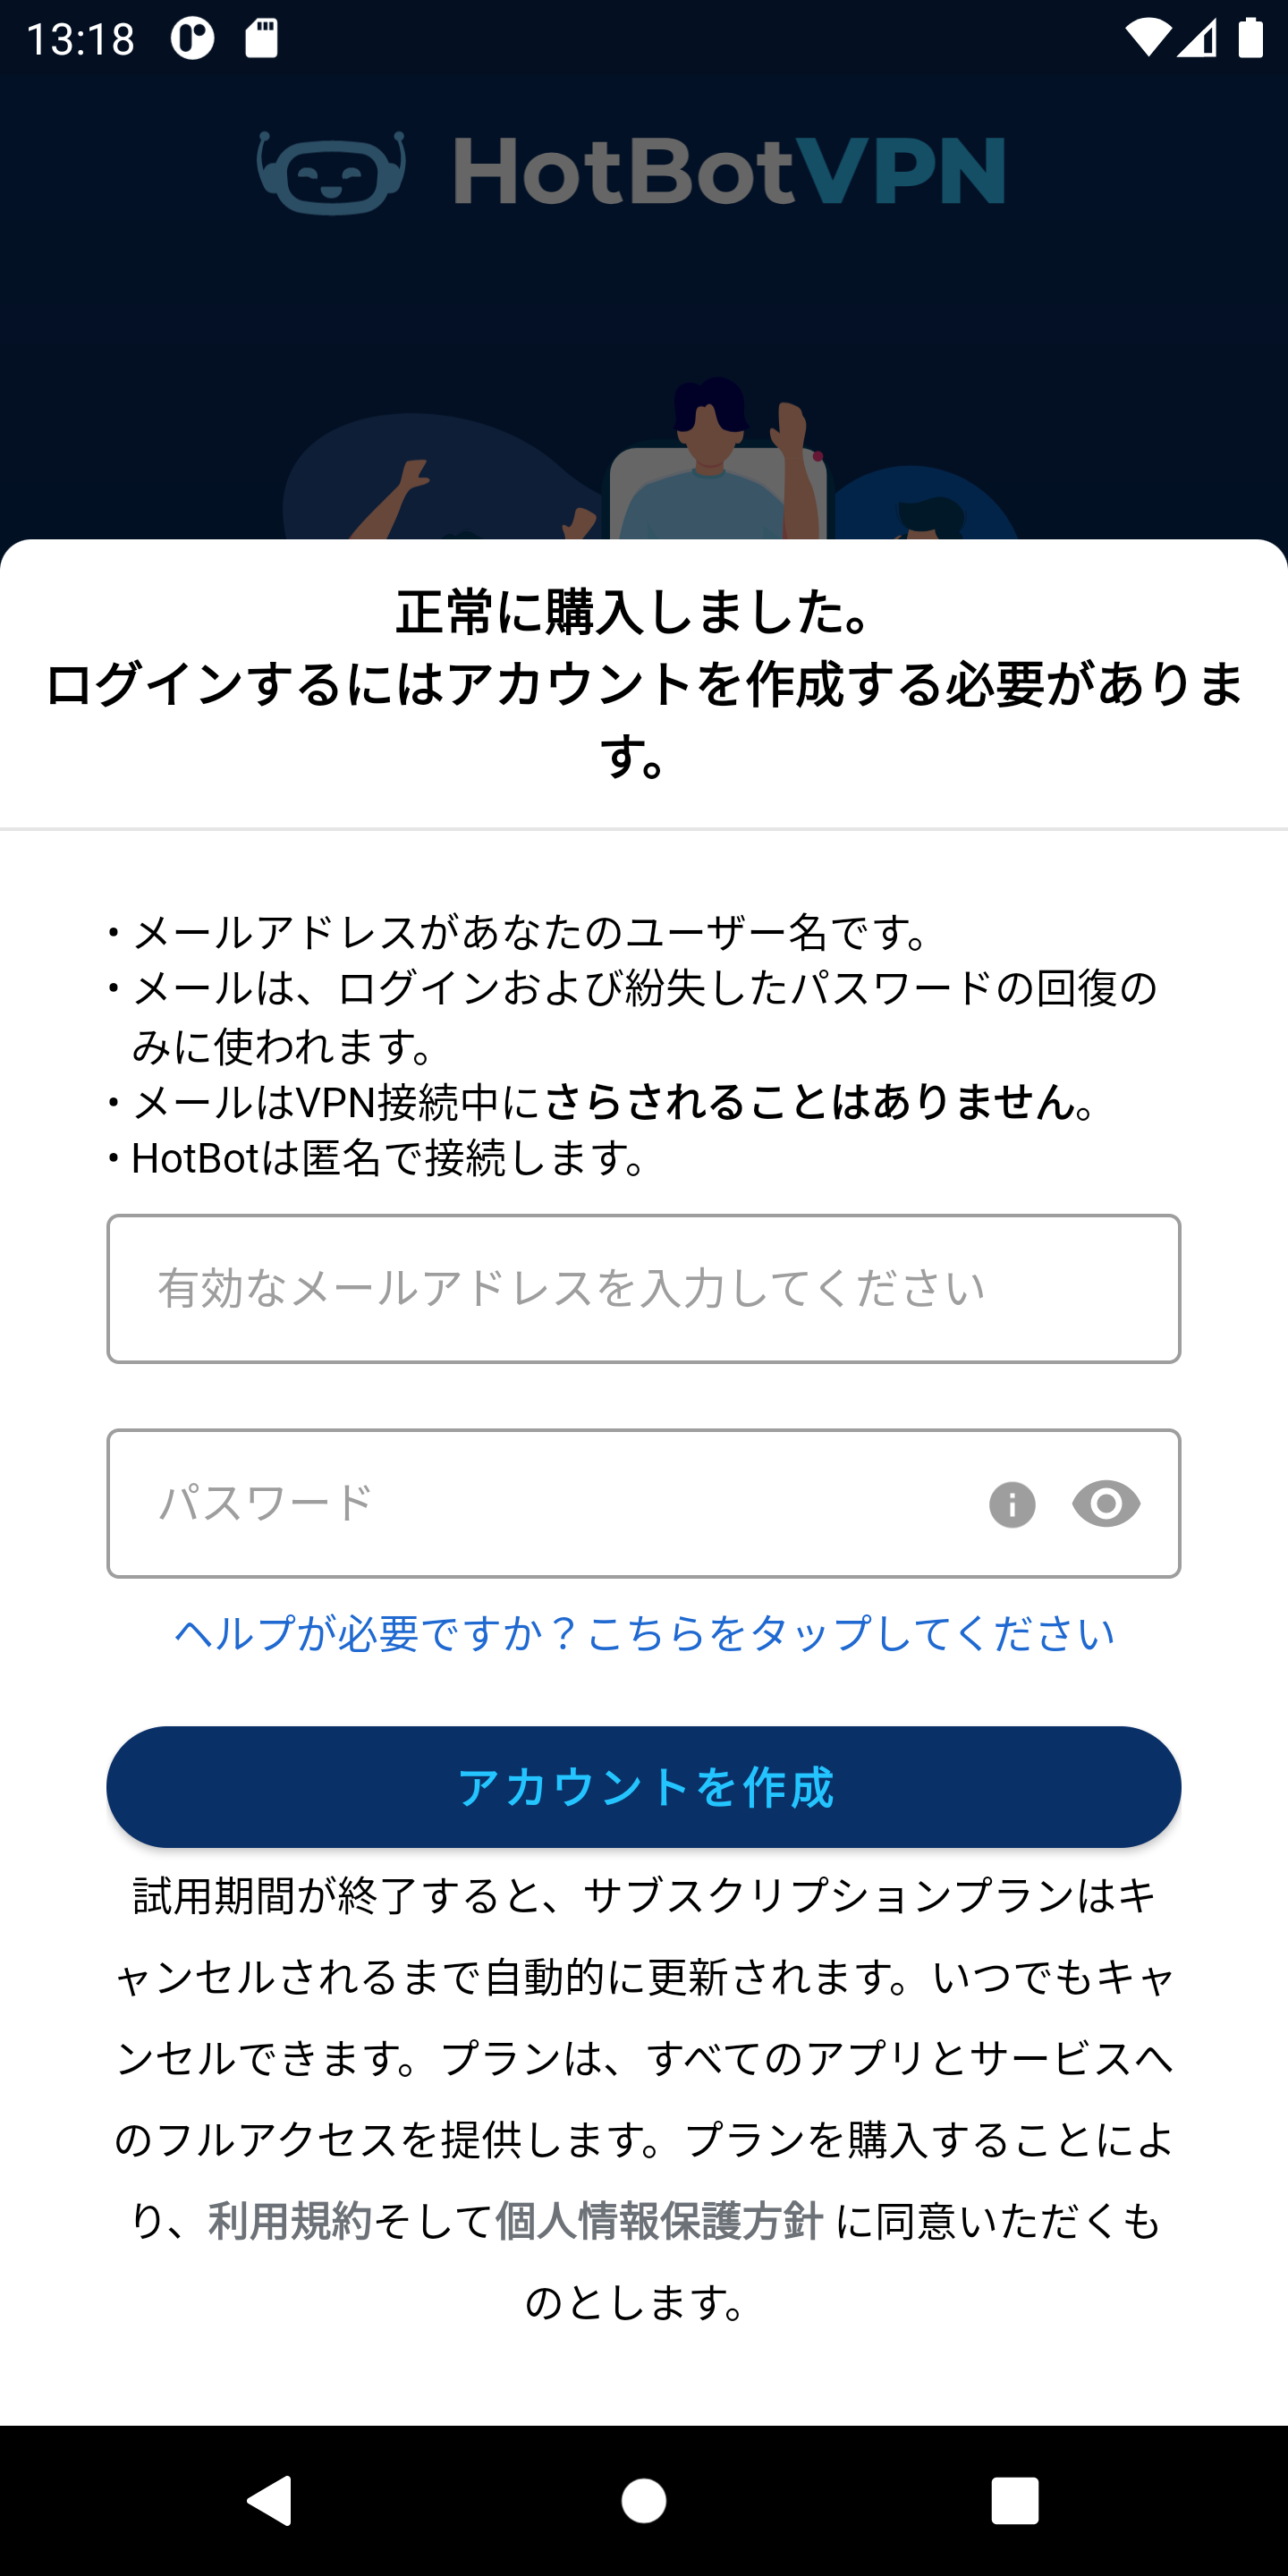 13:18
HotBotVPN
正常に購入しました。
ログインするにはアカウントを作成する必要がありま
す。
• メールアドレスがあなたのユーザー名です。
• メールは、ログインおよび紛失したパスワードの回復の
みに使われます。
• メールはVPN接続中にさらされることはありません。
• HotBotは匿名で接続します。
有効なメールアドレスを入力してください
パスワード
ヘルプが必要ですか？こちらをタップしてください
アカウントを作成
試用期間が終了すると、サブスクリプションプランはキ
ャンセルされるまで自動的に更新されます。いつでもキャ
ンセルできます。プランは、すべてのアプリとサービスへ
のフルアクセスを提供します。プランを購入することによ
り、利用規約そして個人情報保護方針 に同意いただくも
のとします。